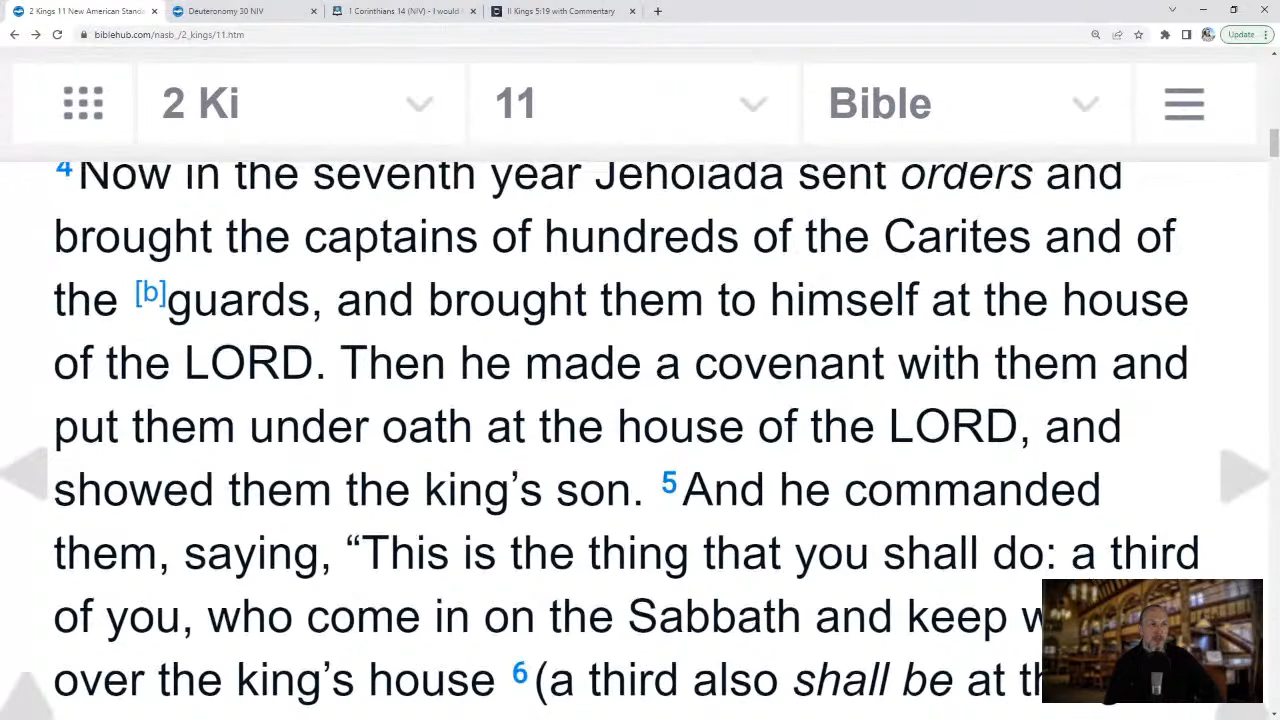 2 Kings 11 New American Standa
Deuteronomy 30 NIV
1 Corinthians 14 (NIV) - I would l
II Kings 5:19 with Commentary
biblehub.com/nasb_/2_kings/11.htm
Update
2 Ki
11
Bible
4 Now in the seventh year Jehoiada sent orders and
brought the captains of hundreds of the Carites and of
the [b]guards, and brought them to himself at the house
of the LORD. Then he made a covenant with them and
put them under oath at the house of the LORD, and
showed them the king’s son. 5 And he commanded
them, saying, “This is the thing that you shall do: a third
of you, who come in on the Sabbath and keep
over the king’s house 6 (a third also shall be at